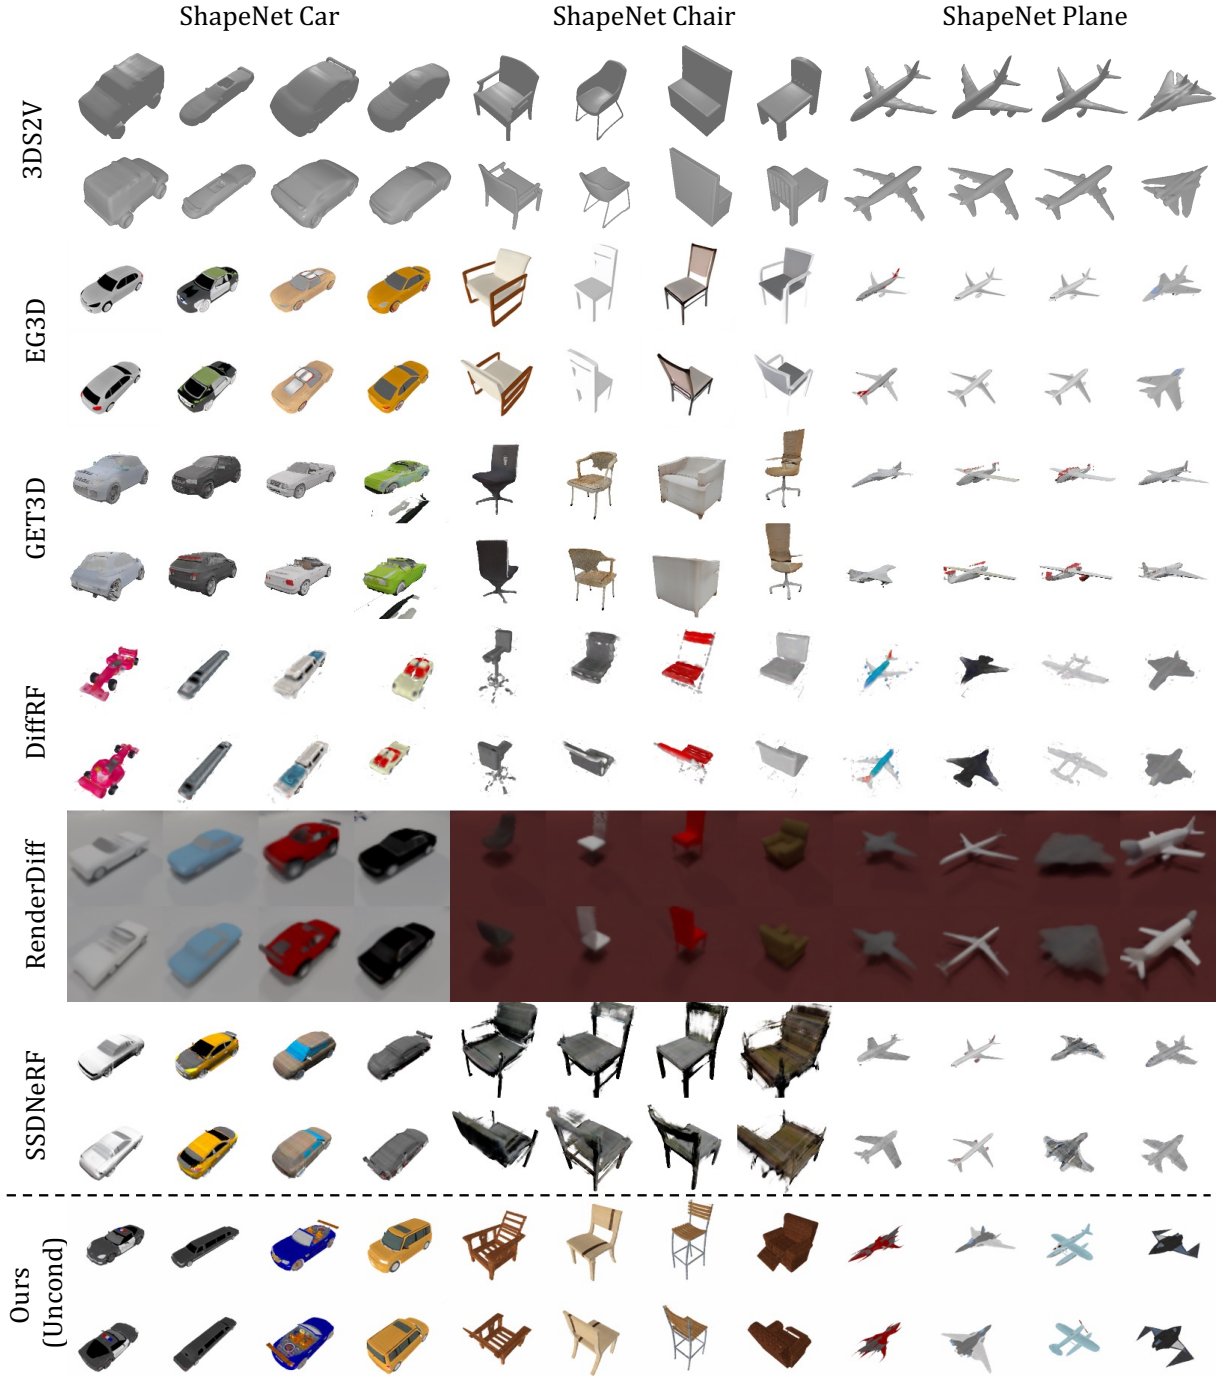 ShapeNet Car
ShapeNet Chair
ShapeNet Plane
3DS2V
EG3D
GET3D
DiffRF
RenderDiff
SSDNeRF
Ours
(Uncond)